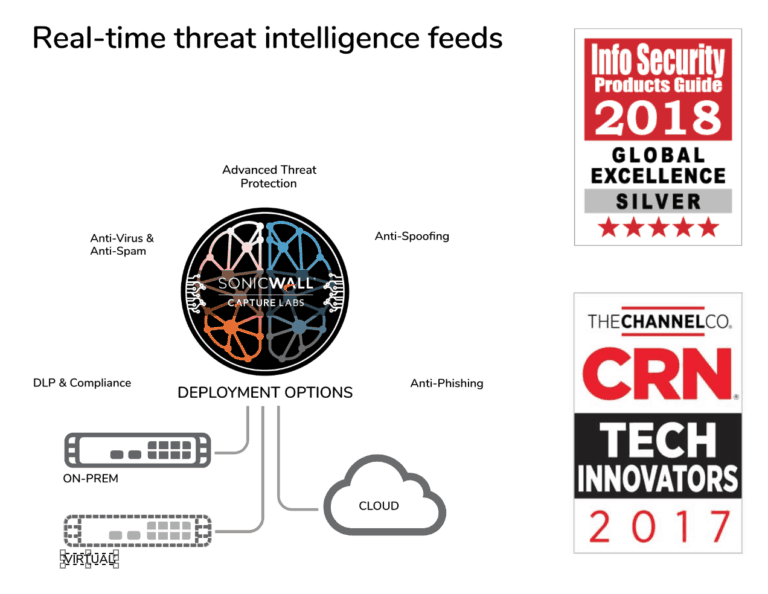 Real-time threat intelligence feeds
Advanced Threat
Protection
Anti-Virus &
Anti-Spam
Anti-Spoofing
SONICWALL
CAPTURE LABS
DLP & Compliance
Anti-Phishing
DEPLOYMENT OPTIONS
ON-PREM
CLOUD
VIRTUAL
Info Security
Products Guide
2018
GLOBAL
EXCELLENCE
SILVER
THECHANNELCO.
CRN®
TECH
INNOVATORS
2017